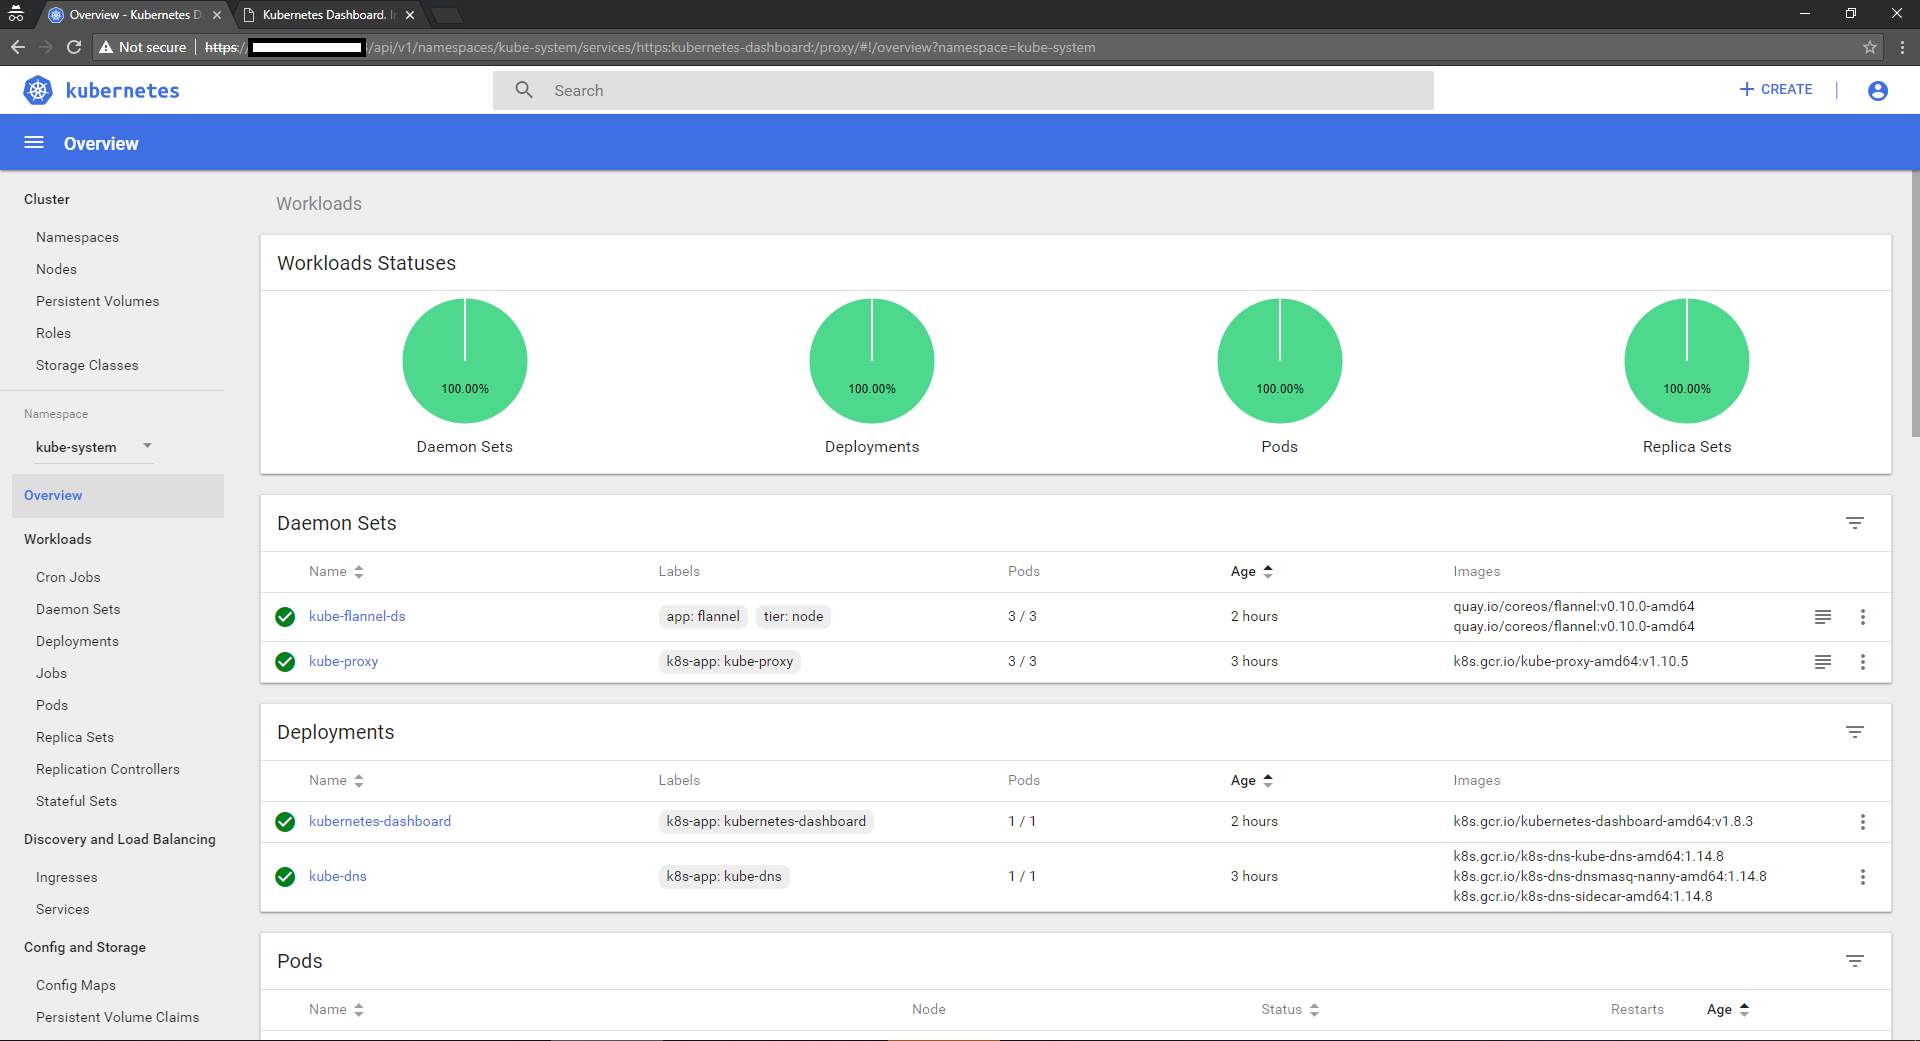 Overview - Kubernetes D
Kubernetes Dashboard. I
Not secure
https:/ /api/v1/namespaces/kube-system/services/https:kubernetes-dashboard:/proxy/#!/overview?namespace=kube-system
kubernetes
Search
CREATE
Overview
Cluster
Namespaces
Nodes
Persistent Volumes
Roles
Storage Classes
Namespace
kube-system
Overview
Workloads
Cron Jobs
Daemon Sets
Deployments
Jobs
Pods
Replica Sets
Replication Controllers
Stateful Sets
Discovery and Load Balancing
Ingresses
Services
Config and Storage
Config Maps
Persistent Volume Claims
Workloads
Workloads Statuses
100.00% 100.00% 100.00% 100.00%
Daemon Sets Deployments Pods Replica Sets
Daemon Sets
Name Labels Pods Age Images
kube-flannel-ds app: flannel tier: node 3 / 3 2 hours quay.io/coreos/flannel:v0.10.0-amd64
quay.io/coreos/flannel:v0.10.0-amd64
kube-proxy k8s-app: kube-proxy 3 / 3 3 hours k8s.gcr.io/kube-proxy-amd64:v1.10.5
Deployments
Name Labels Pods Age Images
kubernetes-dashboard k8s-app: kubernetes-dashboard 1 / 1 2 hours k8s.gcr.io/kubernetes-dashboard-amd64:v1.8.3
k8s.gcr.io/k8s-dns-kube-dns-amd64:1.14.8
kube-dns k8s-app: kube-dns 1 / 1 3 hours k8s.gcr.io/k8s-dns-dnsmasq-nanny-amd64:1.14.8
k8s.gcr.io/k8s-dns-sidecar-amd64:1.14.8
Pods
Name Node Status Restarts Age